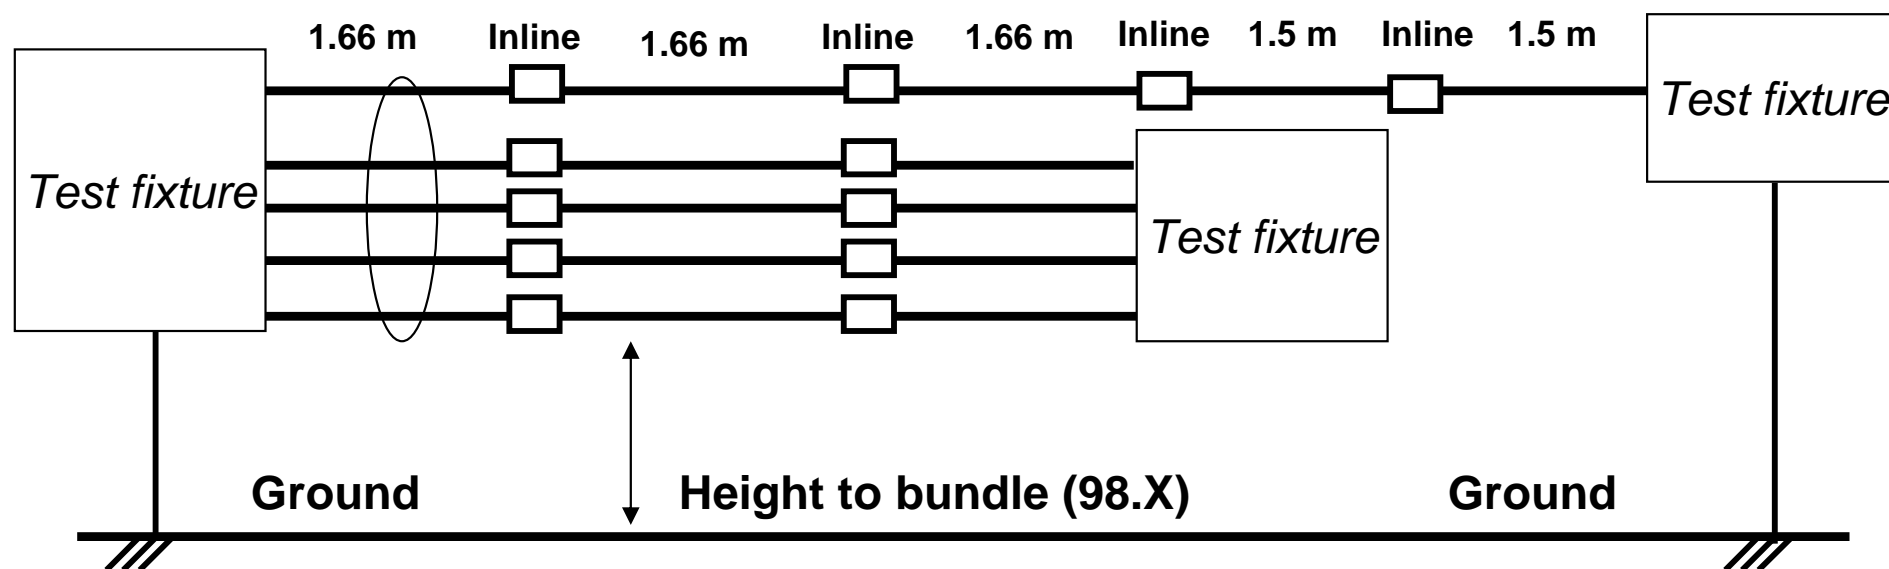 1.66 m
Inline
1.66 m
Inline
1.66 m
Inline
1.5 m
Inline
1.5 m
Test fixture
Test fixture
Test fixture
Ground
Height to bundle (98.X)
Ground